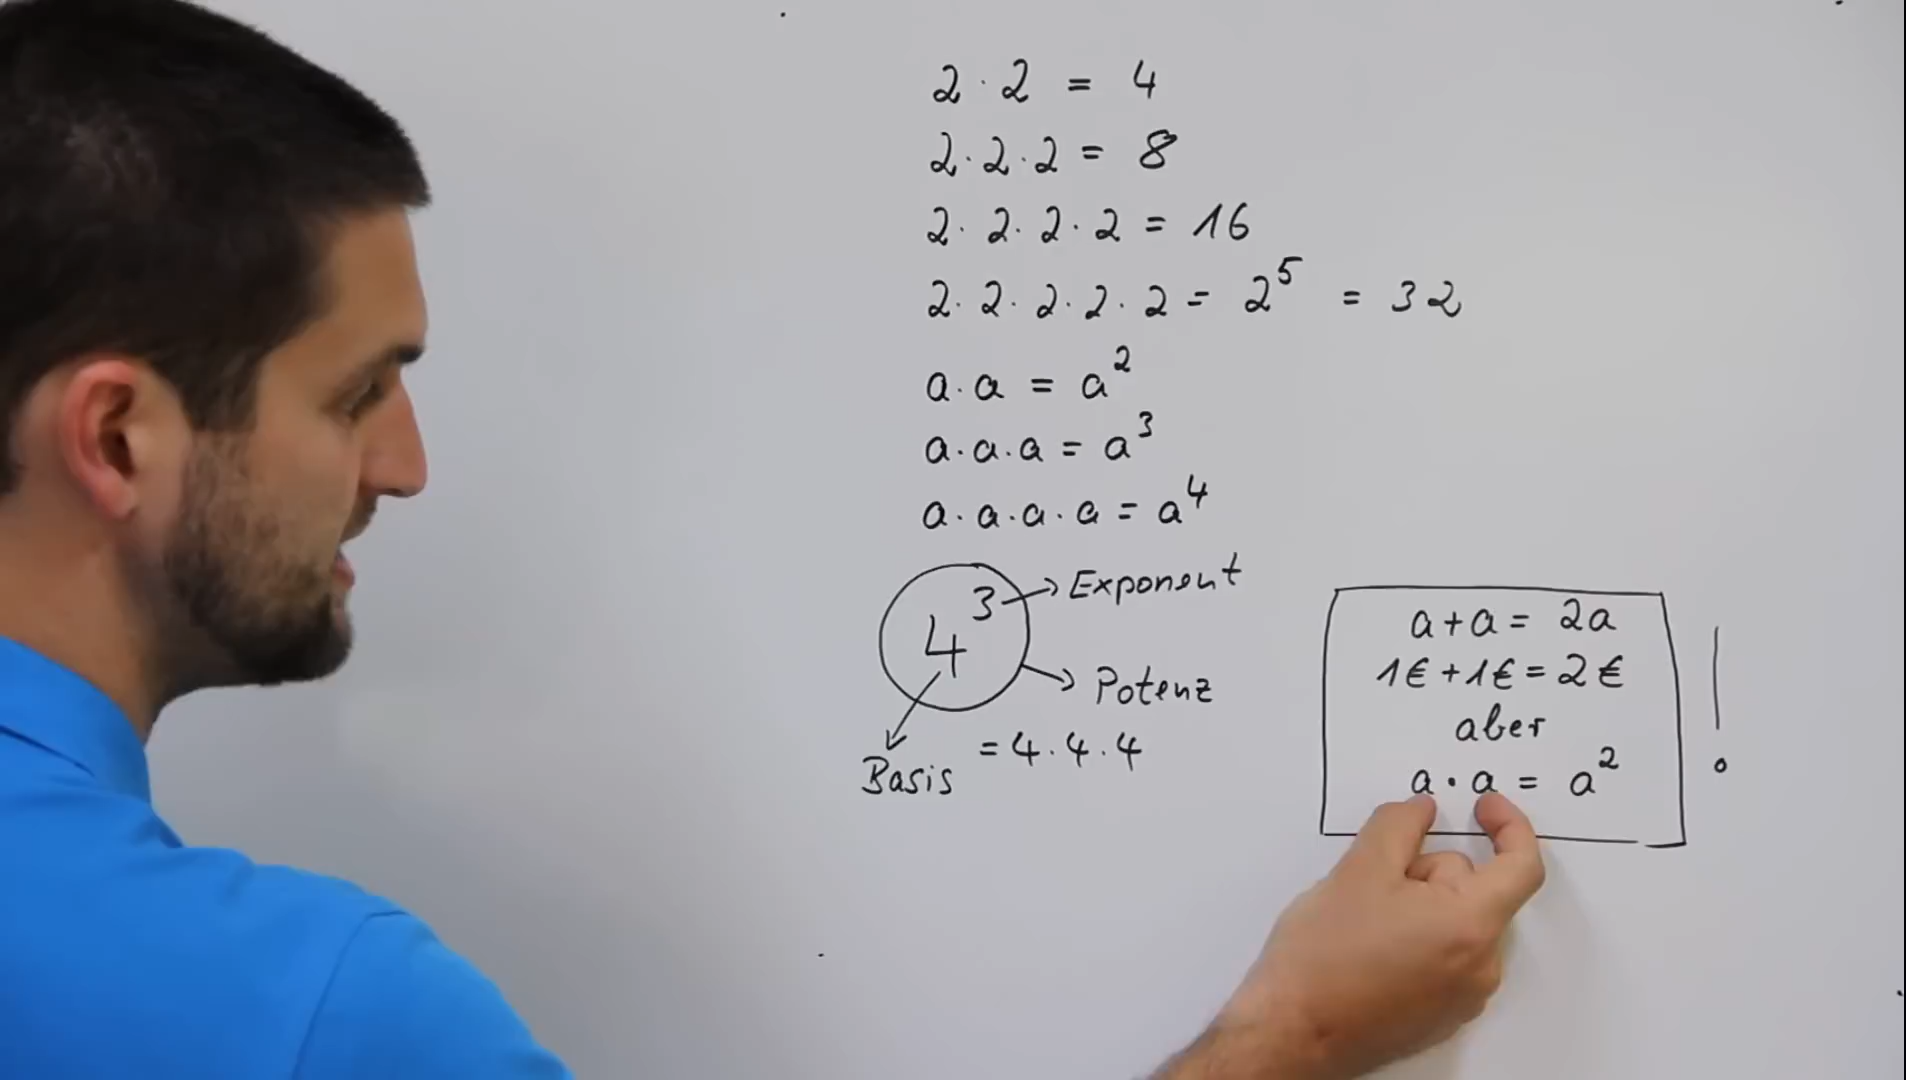 2 · 2 = 4
2 · 2 · 2 = 8
2 · 2 · 2 · 2 = 16
2 · 2 · 2 · 2 · 2 = 2⁵ = 32
a · a = a²
a · a · a = a³
a · a · a · a = a⁴
4³
Exponent
Potenz
Basis
= 4 · 4 · 4
a + a = 2a
1€ + 1€ = 2€
aber
a · a = a²
!